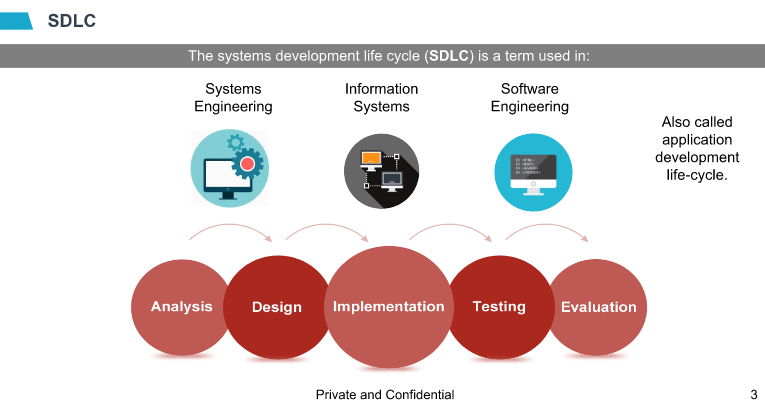 SDLC
The systems development life cycle (SDLC) is a term used in:
Systems
Engineering
Information
Systems
Software
Engineering
Also called
application
development
life-cycle.
Analysis
Design
Implementation
Testing
Evaluation
Private and Confidential
3